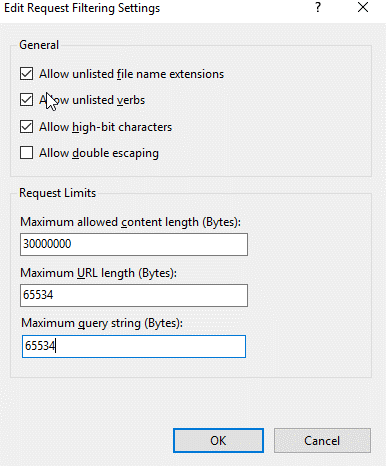 Edit Request Filtering Settings
General
Allow unlisted file name extensions
Allow unlisted verbs
Allow high-bit characters
Allow double escaping
Request Limits
Maximum allowed content length (Bytes):
30000000
Maximum URL length (Bytes):
65534
Maximum query string (Bytes):
65534
OK
Cancel